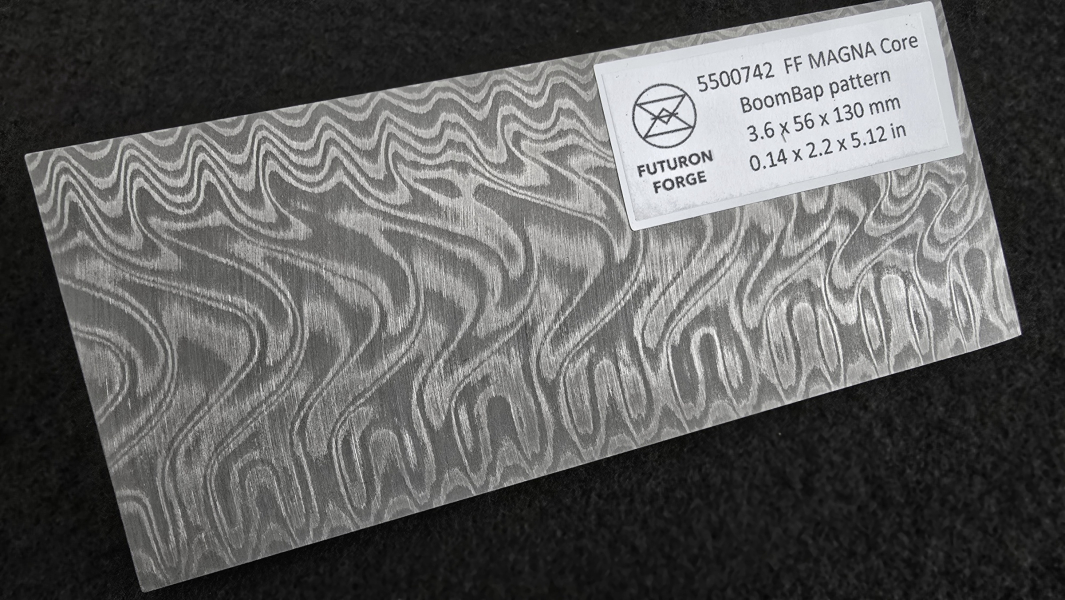 5500742 FF MAGNA Core
BoomBap pattern
3.6 x 56 x 130 mm
0.14 x 2.2 x 5.12 in
FUTURON
FORGE